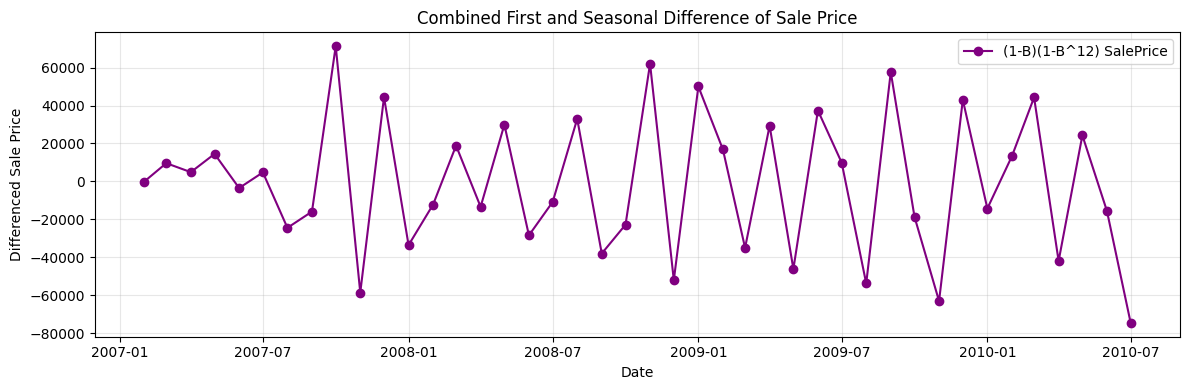 Combined First and Seasonal Difference of Sale Price
(1-B)(1-B^12) SalePrice
Differenced Sale Price
60000
40000
20000
0
−20000
−40000
−60000
−80000
2007-01 2007-07 2008-01 2008-07 2009-01 2009-07 2010-01 2010-07
Date